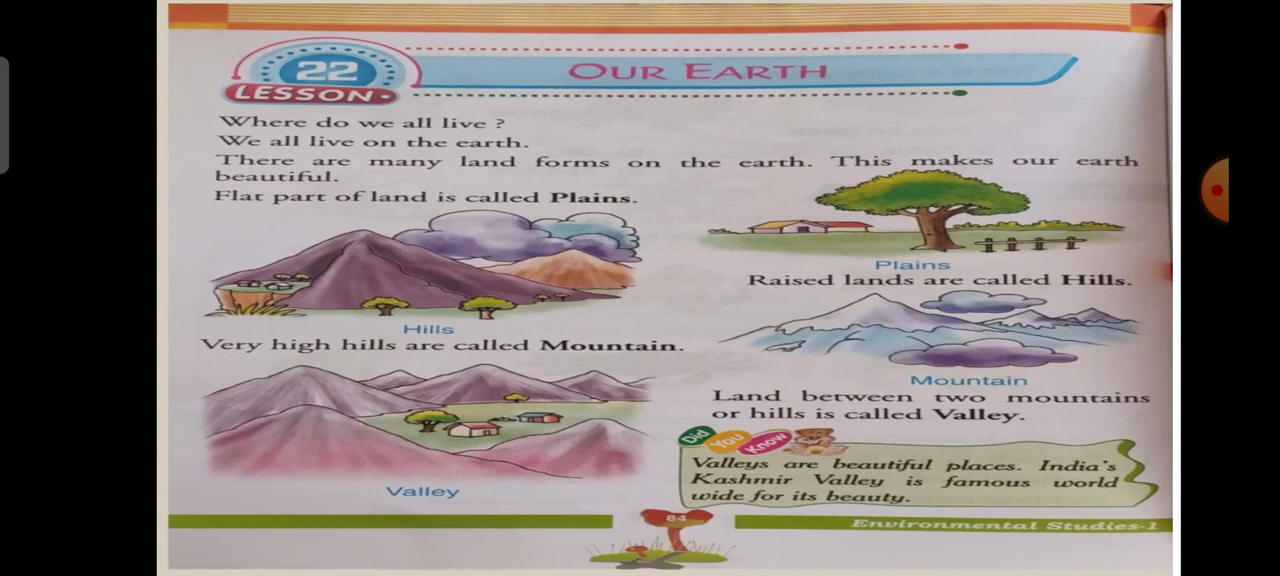 22
LESSON
OUR EARTH
Where do we all live ?
We all live on the earth.
There are many land forms on the earth. This makes our earth
beautiful.
Flat part of land is called Plains.
Plains
Raised lands are called Hills.
Hills
Very high hills are called Mountain.
Mountain
Land between two mountains
or hills is called Valley.
Valley
Did You Know
Valleys are beautiful places. India's
Kashmir Valley is famous world
wide for its beauty.
84
Environmental Studies-1